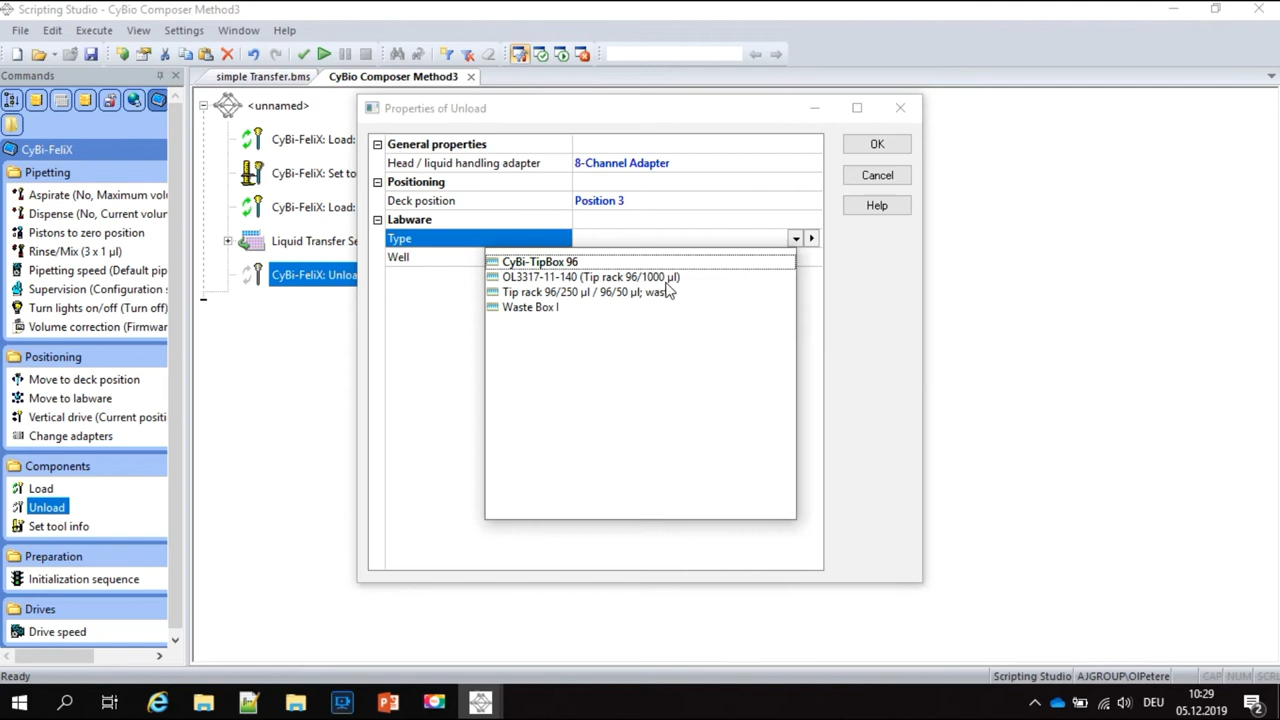 Scripting Studio - CyBio Composer Method3
File Edit Execute View Settings Window Help
Commands
simple Transfer.bms
CyBio Composer Method3
CyBi-FeliX
Pipetting
Aspirate (No, Maximum volu
Dispense (No, Current volum
Pistons to zero position
Rinse/Mix (3 x 1 µl)
Pipetting speed (Default pip
Supervision (Configuration s
Turn lights on/off (Turn lights
Volume correction (Firmwar
Positioning
Move to deck position
Move to labware
Vertical drive (Current positi
Change adapters
Components
Load
Unload
Set tool info
Preparation
Initialization sequence
Drives
Drive speed
<unnamed>
CyBi-FeliX: Load:
CyBi-FeliX: Set to
CyBi-FeliX: Load:
Liquid Transfer Se
CyBi-FeliX: Unloa
Properties of Unload
General properties
Head / liquid handling adapter 8-Channel Adapter
Positioning
Deck position Position 3
Labware
Type
Well
CyBi-TipBox 96
OL3317-11-140 (Tip rack 96/1000 µl)
Tip rack 96/250 µl / 96/50 µl; was
Waste Box I
OK
Cancel
Help
Ready
Scripting Studio AJGROUP\OIPetere CAP NUM SCRL
DEU
10:29
05.12.2019
2